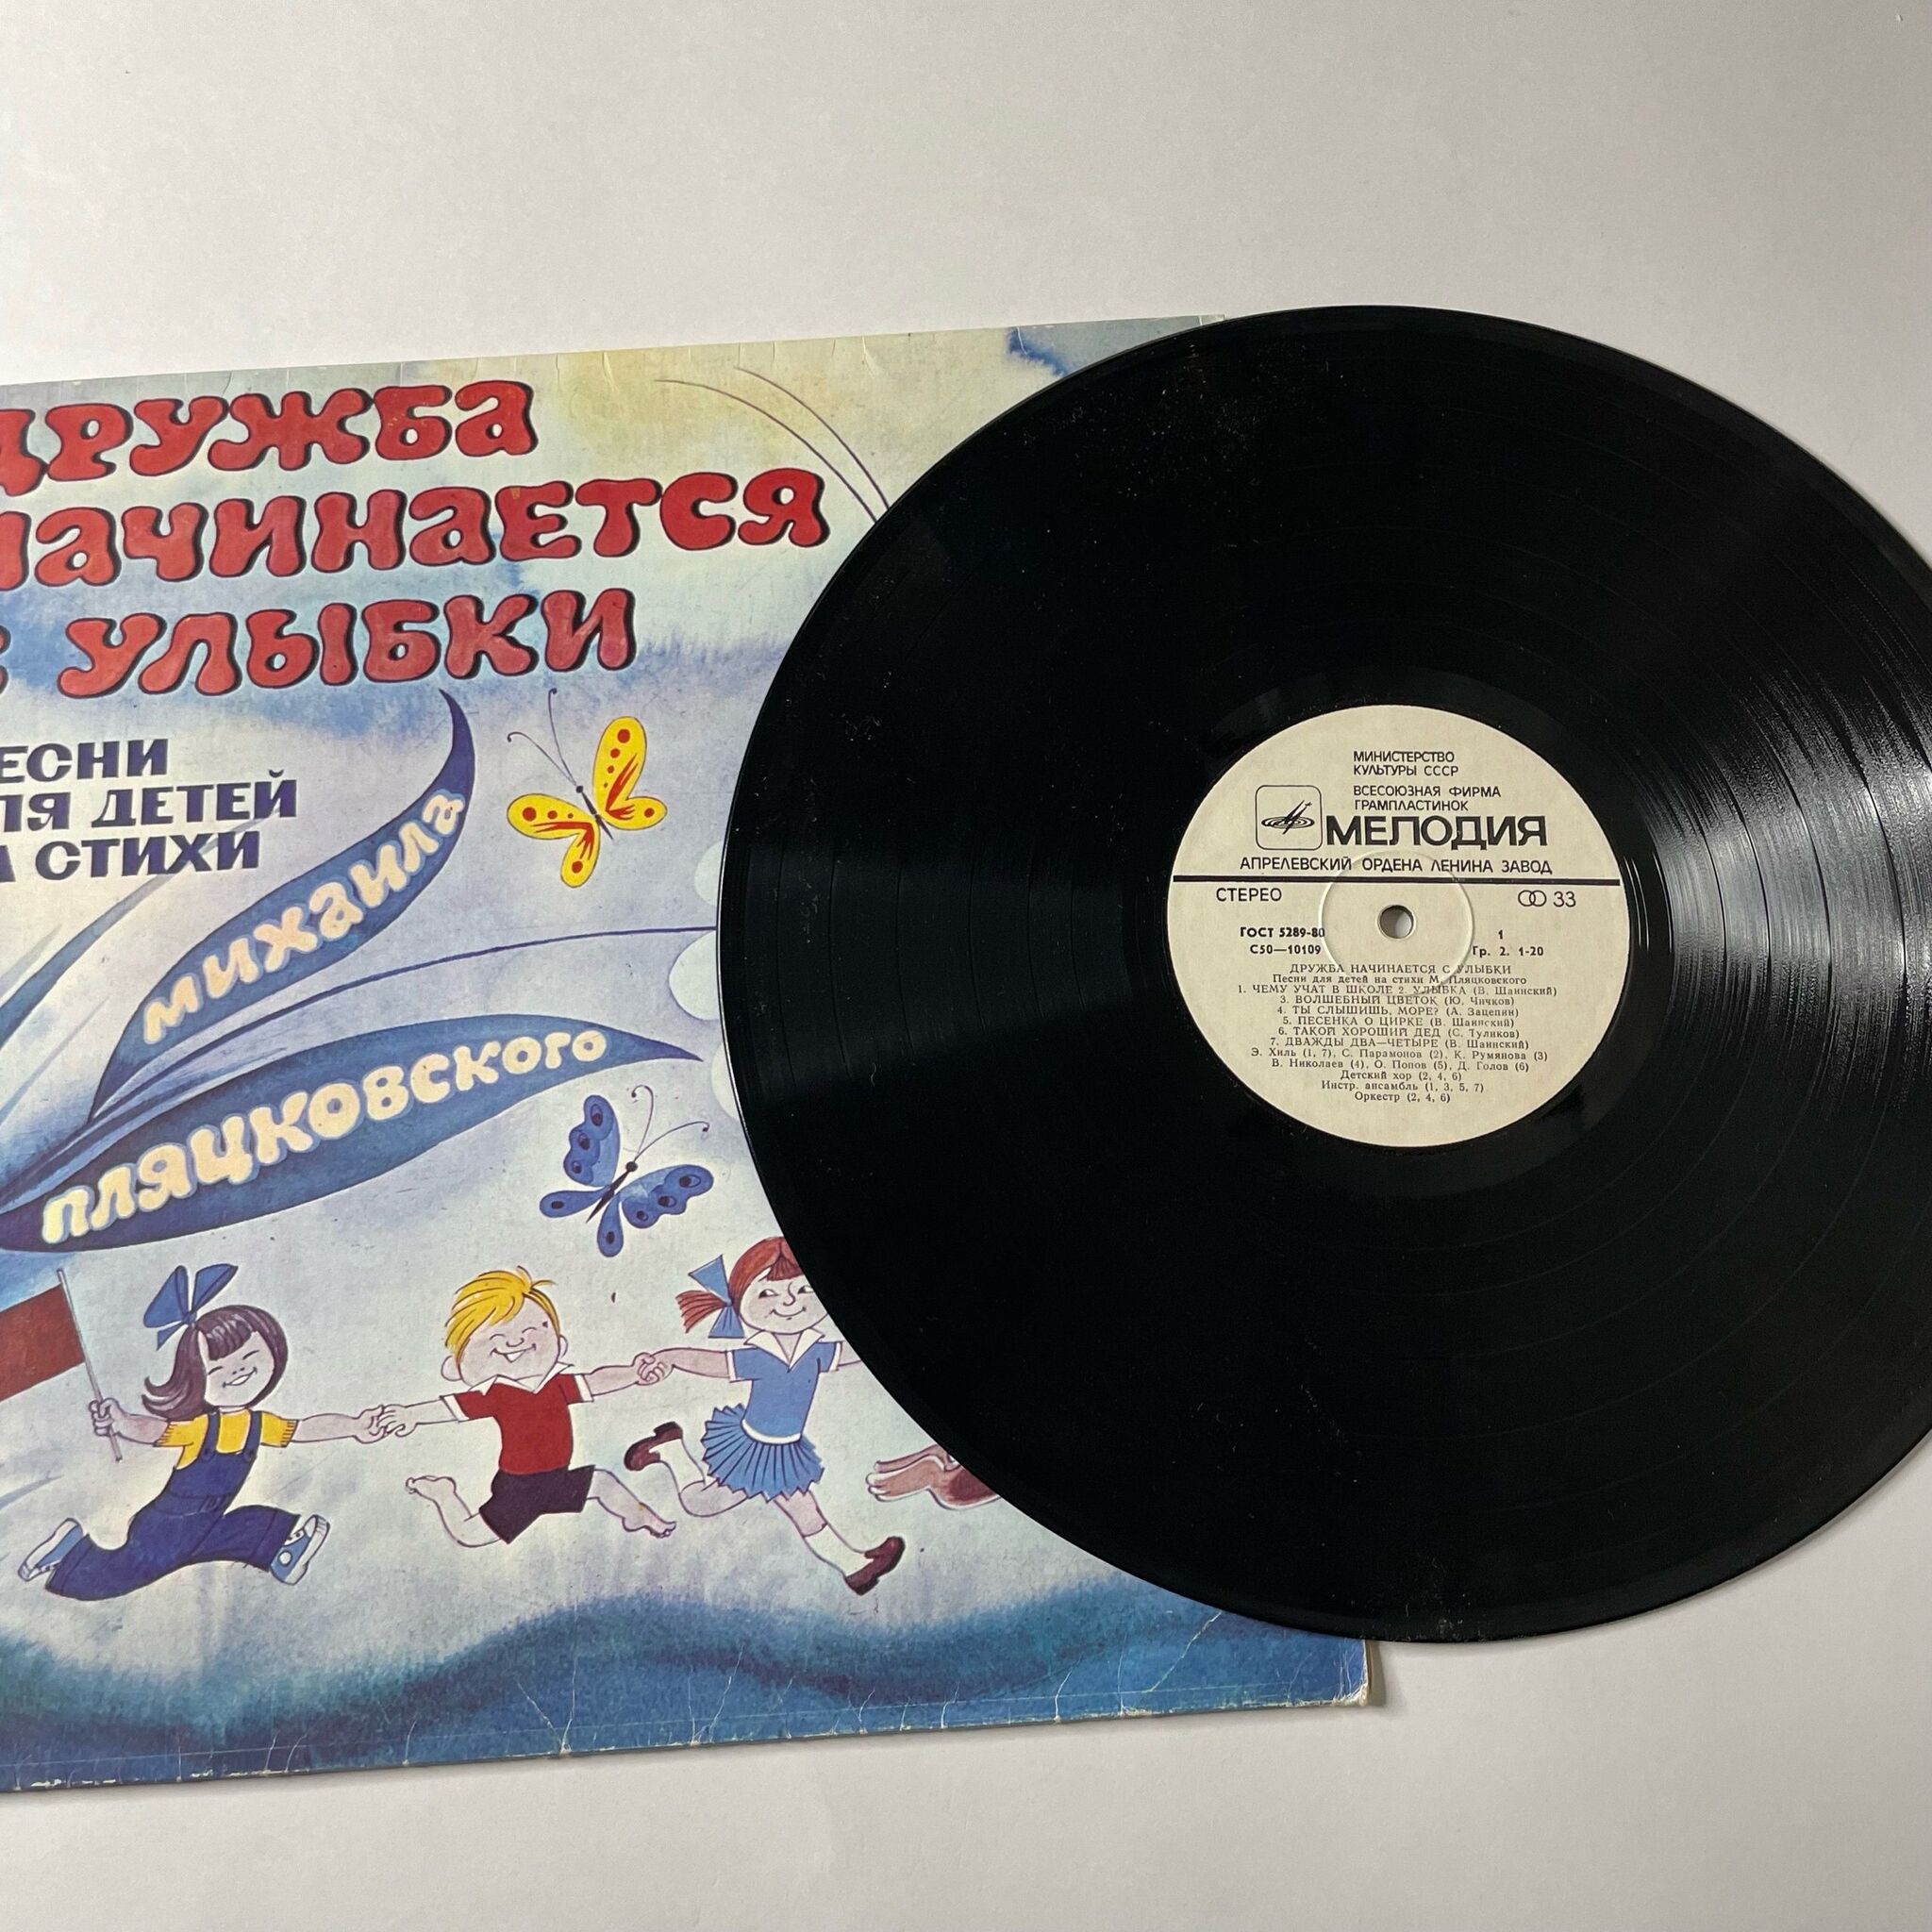 ДРУЖБА
НАЧИНАЕТСЯ
С УЛЫБКИ
ЕСНИ
ЛЯ ДЕТЕЙ
А СТИХИ
МИХАИЛА
ПЛЯЦКОВСКОГО
МИНИСТЕРСТВО
КУЛЬТУРЫ СССР
ВСЕСОЮЗНАЯ ФИРМА
ГРАМПЛАСТИНОК
МЕЛОДИЯ
АПРЕЛЕВСКИЙ ОРДЕНА ЛЕНИНА ЗАВОД
СТЕРЕО 33
ГОСТ 5289-80 1
С50—10109 Гр. 2. 1-20
ДРУЖБА НАЧИНАЕТСЯ С УЛЫБКИ
Песни для детей на стихи М. Пляцковского
1. ЧЕМУ УЧАТ В ШКОЛЕ 2. УЛЫБКА (В. Шаинский)
3. ВОЛШЕБНЫЙ ЦВЕТОК (Ю. Чичков)
4. ТЫ СЛЫШИШЬ, МОРЕ? (А. Зацепин)
5. ПЕСЕНКА О ЦИРКЕ (В. Шаинский)
6. ТАКОЙ ХОРОШИЙ ДЕД (С. Туликов)
7. ДВАЖДЫ ДВА—ЧЕТЫРЕ (В. Шаинский)
Э. Хиль (1, 7), С. Парамонов (2), К. Румянова (3)
В. Николаев (4), О. Попов (5), Д. Голов (6)
Детский хор (2, 4, 6)
Инстр. ансамбль (1, 3, 5, 7)
Оркестр (2, 4, 6)